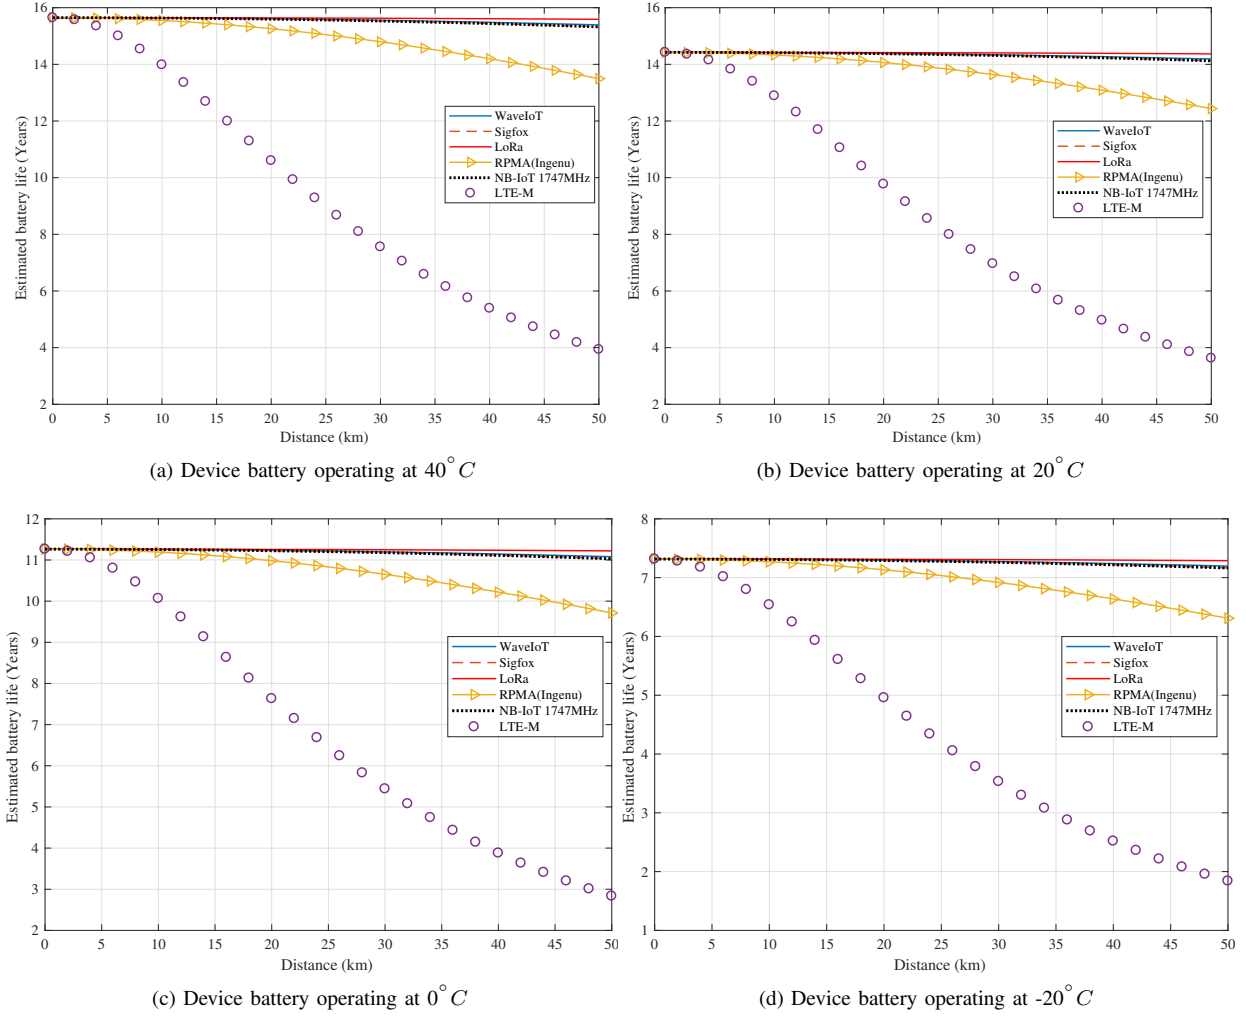 16
14
12
10
8
6
4
2
Estimated battery life (Years)
WaveIoT
Sigfox
LoRa
RPMA(Ingenu)
NB-IoT 1747MHz
LTE-M
0 5 10 15 20 25 30 35 40 45 50
Distance (km)
(a) Device battery operating at 40°C
16
14
12
10
8
6
4
2
Estimated battery life (Years)
WaveIoT
Sigfox
LoRa
RPMA(Ingenu)
NB-IoT 1747MHz
LTE-M
0 5 10 15 20 25 30 35 40 45 50
Distance (km)
(b) Device battery operating at 20°C
12
11
10
9
8
7
6
5
4
3
2
Estimated battery life (Years)
WaveIoT
Sigfox
LoRa
RPMA(Ingenu)
NB-IoT 1747MHz
LTE-M
0 5 10 15 20 25 30 35 40 45 50
Distance (km)
(c) Device battery operating at 0°C
8
7
6
5
4
3
2
1
Estimated battery life (Years)
WaveIoT
Sigfox
LoRa
RPMA(Ingenu)
NB-IoT 1747MHz
LTE-M
0 5 10 15 20 25 30 35 40 45 50
Distance (km)
(d) Device battery operating at -20°C